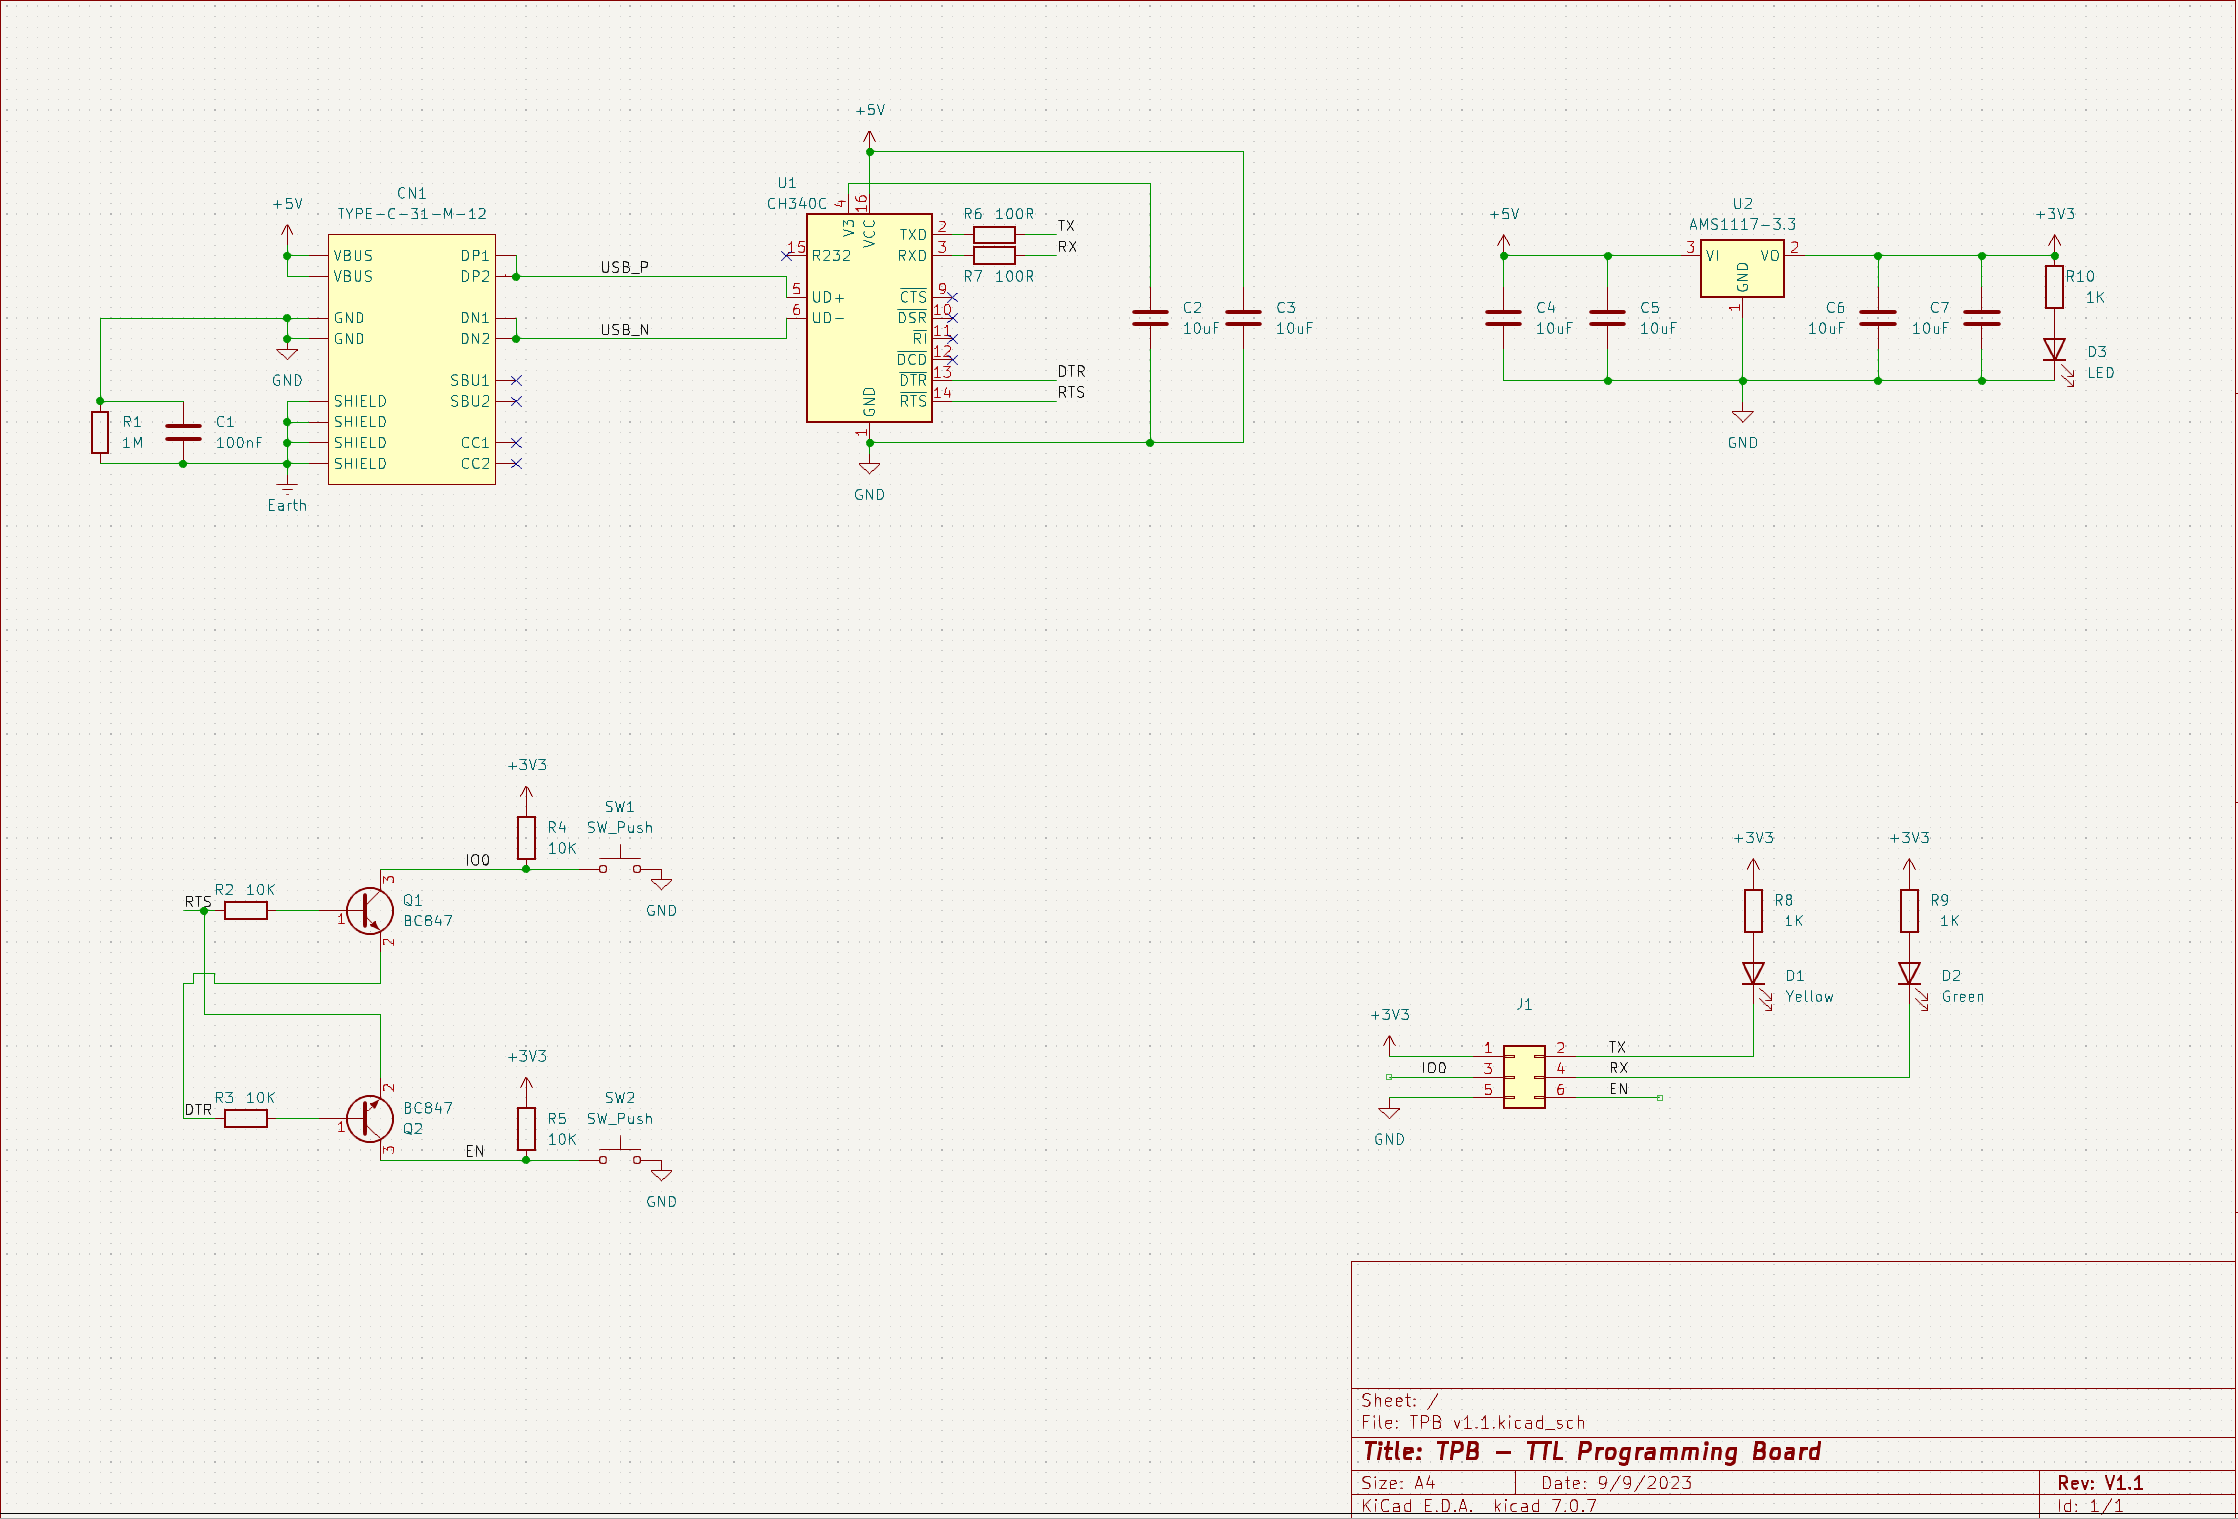 +5V
CN1
TYPE-C-31-M-12
VBUS
VBUS
GND
GND
SHIELD
SHIELD
SHIELD
SHIELD
DP1
DP2
DN1
DN2
SBU1
SBU2
CC1
CC2
GND
R1
1M
C1
100nF
Earth
USB_P
USB_N
+5V
U1
CH340C
4
16
V3
VCC
15
R232
5
UD+
6
UD-
TXD
2
RXD
3
CTS
9
DSR
10
RI
11
DCD
12
DTR
13
RTS
14
GND
1
GND
R6 100R
TX
RX
R7 100R
DTR
RTS
C2
10uF
C3
10uF
+5V
U2
AMS1117-3.3
3
VI
VO
2
GND
1
+3V3
R10
1K
C4
10uF
C5
10uF
C6
10uF
C7
10uF
D3
LED
GND
+3V3
SW1
SW_Push
R4
10K
IO0
3
R2 10K
RTS
Q1
BC847
1
2
GND
+3V3
SW2
SW_Push
2
R3 10K
DTR
BC847
Q2
1
R5
10K
3
EN
GND
+3V3
+3V3
R8
1K
R9
1K
D1
Yellow
D2
Green
J1
+3V3
1
2
TX
IO0
3
4
RX
5
6
EN
GND
Sheet: /
File: TPB v1.1.kicad_sch
Title: TPB – TTL Programming Board
Size: A4
Date: 9/9/2023
Rev: V1.1
KiCad E.D.A. kicad 7.0.7
Id: 1/1